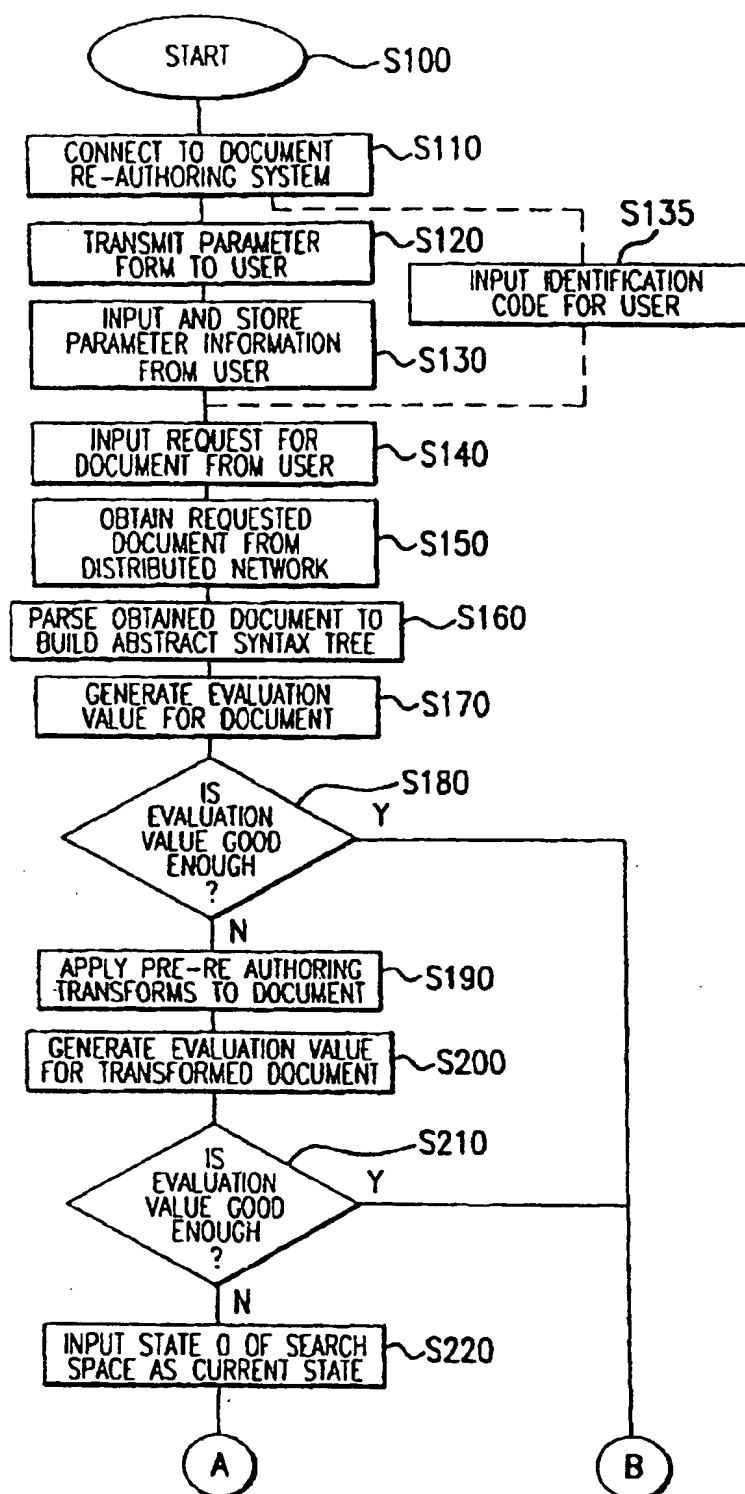 START
S100
CONNECT TO DOCUMENT
RE-AUTHORING SYSTEM
S110
TRANSMIT PARAMETER
FORM TO USER
S120
S135
INPUT IDENTIFICATION
CODE FOR USER
INPUT AND STORE
PARAMETER INFORMATION
FROM USER
S130
INPUT REQUEST FOR
DOCUMENT FROM USER
S140
OBTAIN REQUESTED
DOCUMENT FROM
DISTRIBUTED NETWORK
S150
PARSE OBTAINED DOCUMENT TO
BUILD ABSTRACT SYNTAX TREE
S160
GENERATE EVALUATION
VALUE FOR DOCUMENT
S170
IS
EVALUATION
VALUE GOOD
ENOUGH
?
S180
Y
N
APPLY PRE-RE AUTHORING
TRANSFORMS TO DOCUMENT
S190
GENERATE EVALUATION VALUE
FOR TRANSFORMED DOCUMENT
S200
IS
EVALUATION
VALUE GOOD
ENOUGH
?
S210
Y
N
INPUT STATE 0 OF SEARCH
SPACE AS CURRENT STATE
S220
A
B